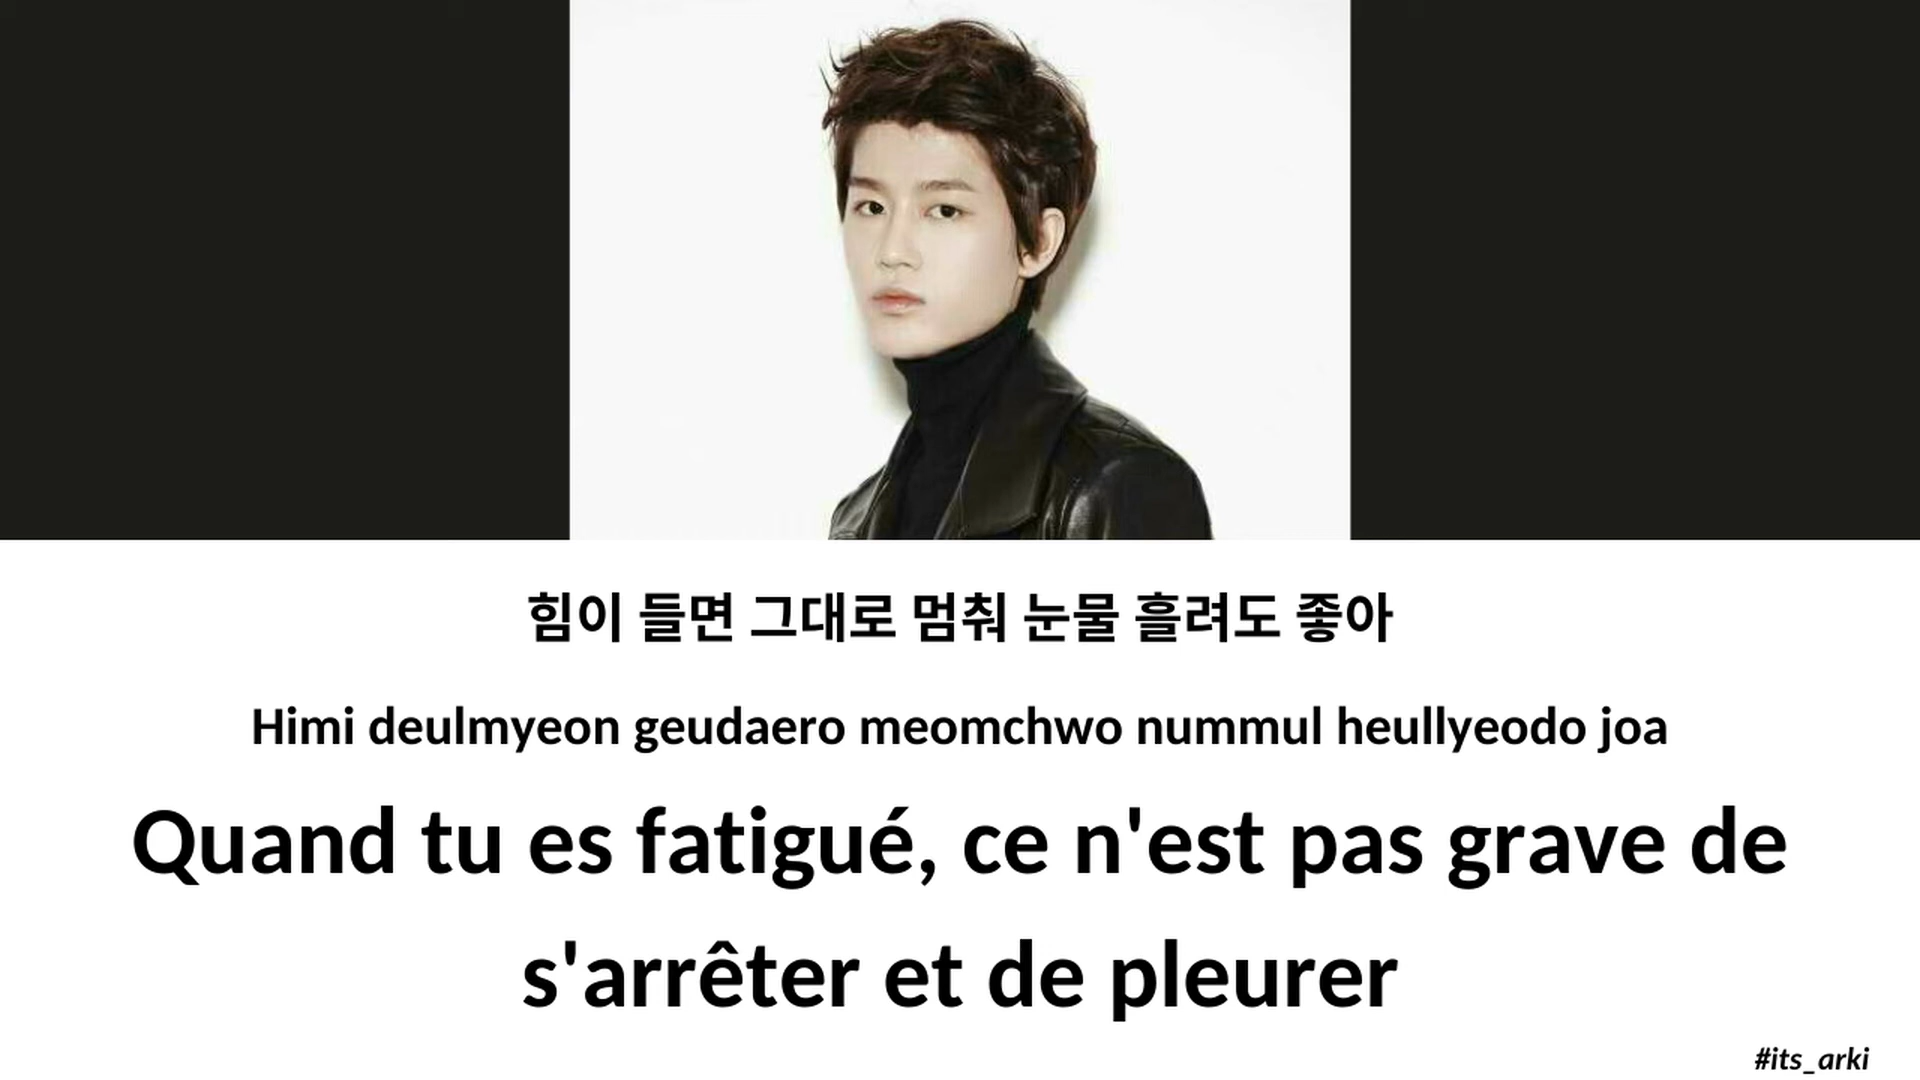 힘이 들면 그대로 멈춰 눈물 흘려도 좋아
Himi deulmyeon geudaero meomchwo nummul heullyeodo joa
Quand tu es fatigué, ce n'est pas grave de
s'arrêter et de pleurer
#its_arki